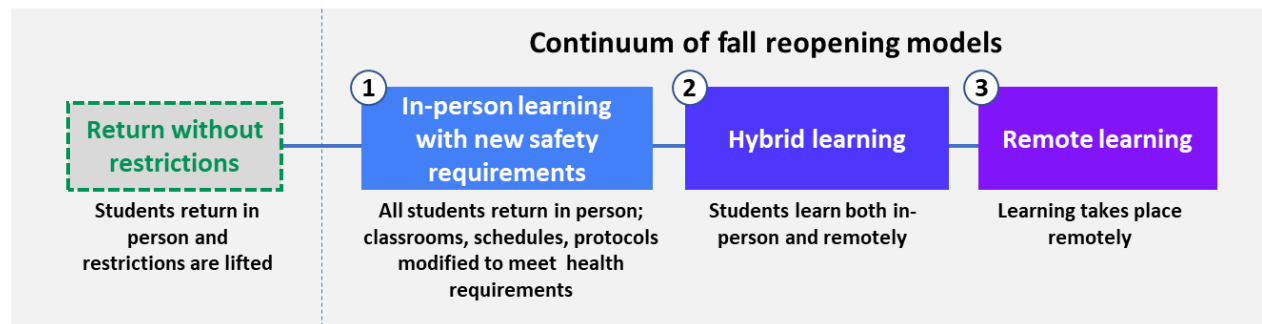 Continuum of fall reopening models
Return without
restrictions
Students return in
person and
restrictions are lifted
1
In-person learning
with new safety
requirements
All students return in person;
classrooms, schedules, protocols
modified to meet health
requirements
2
Hybrid learning
Students learn both in-
person and remotely
3
Remote learning
Learning takes place
remotely